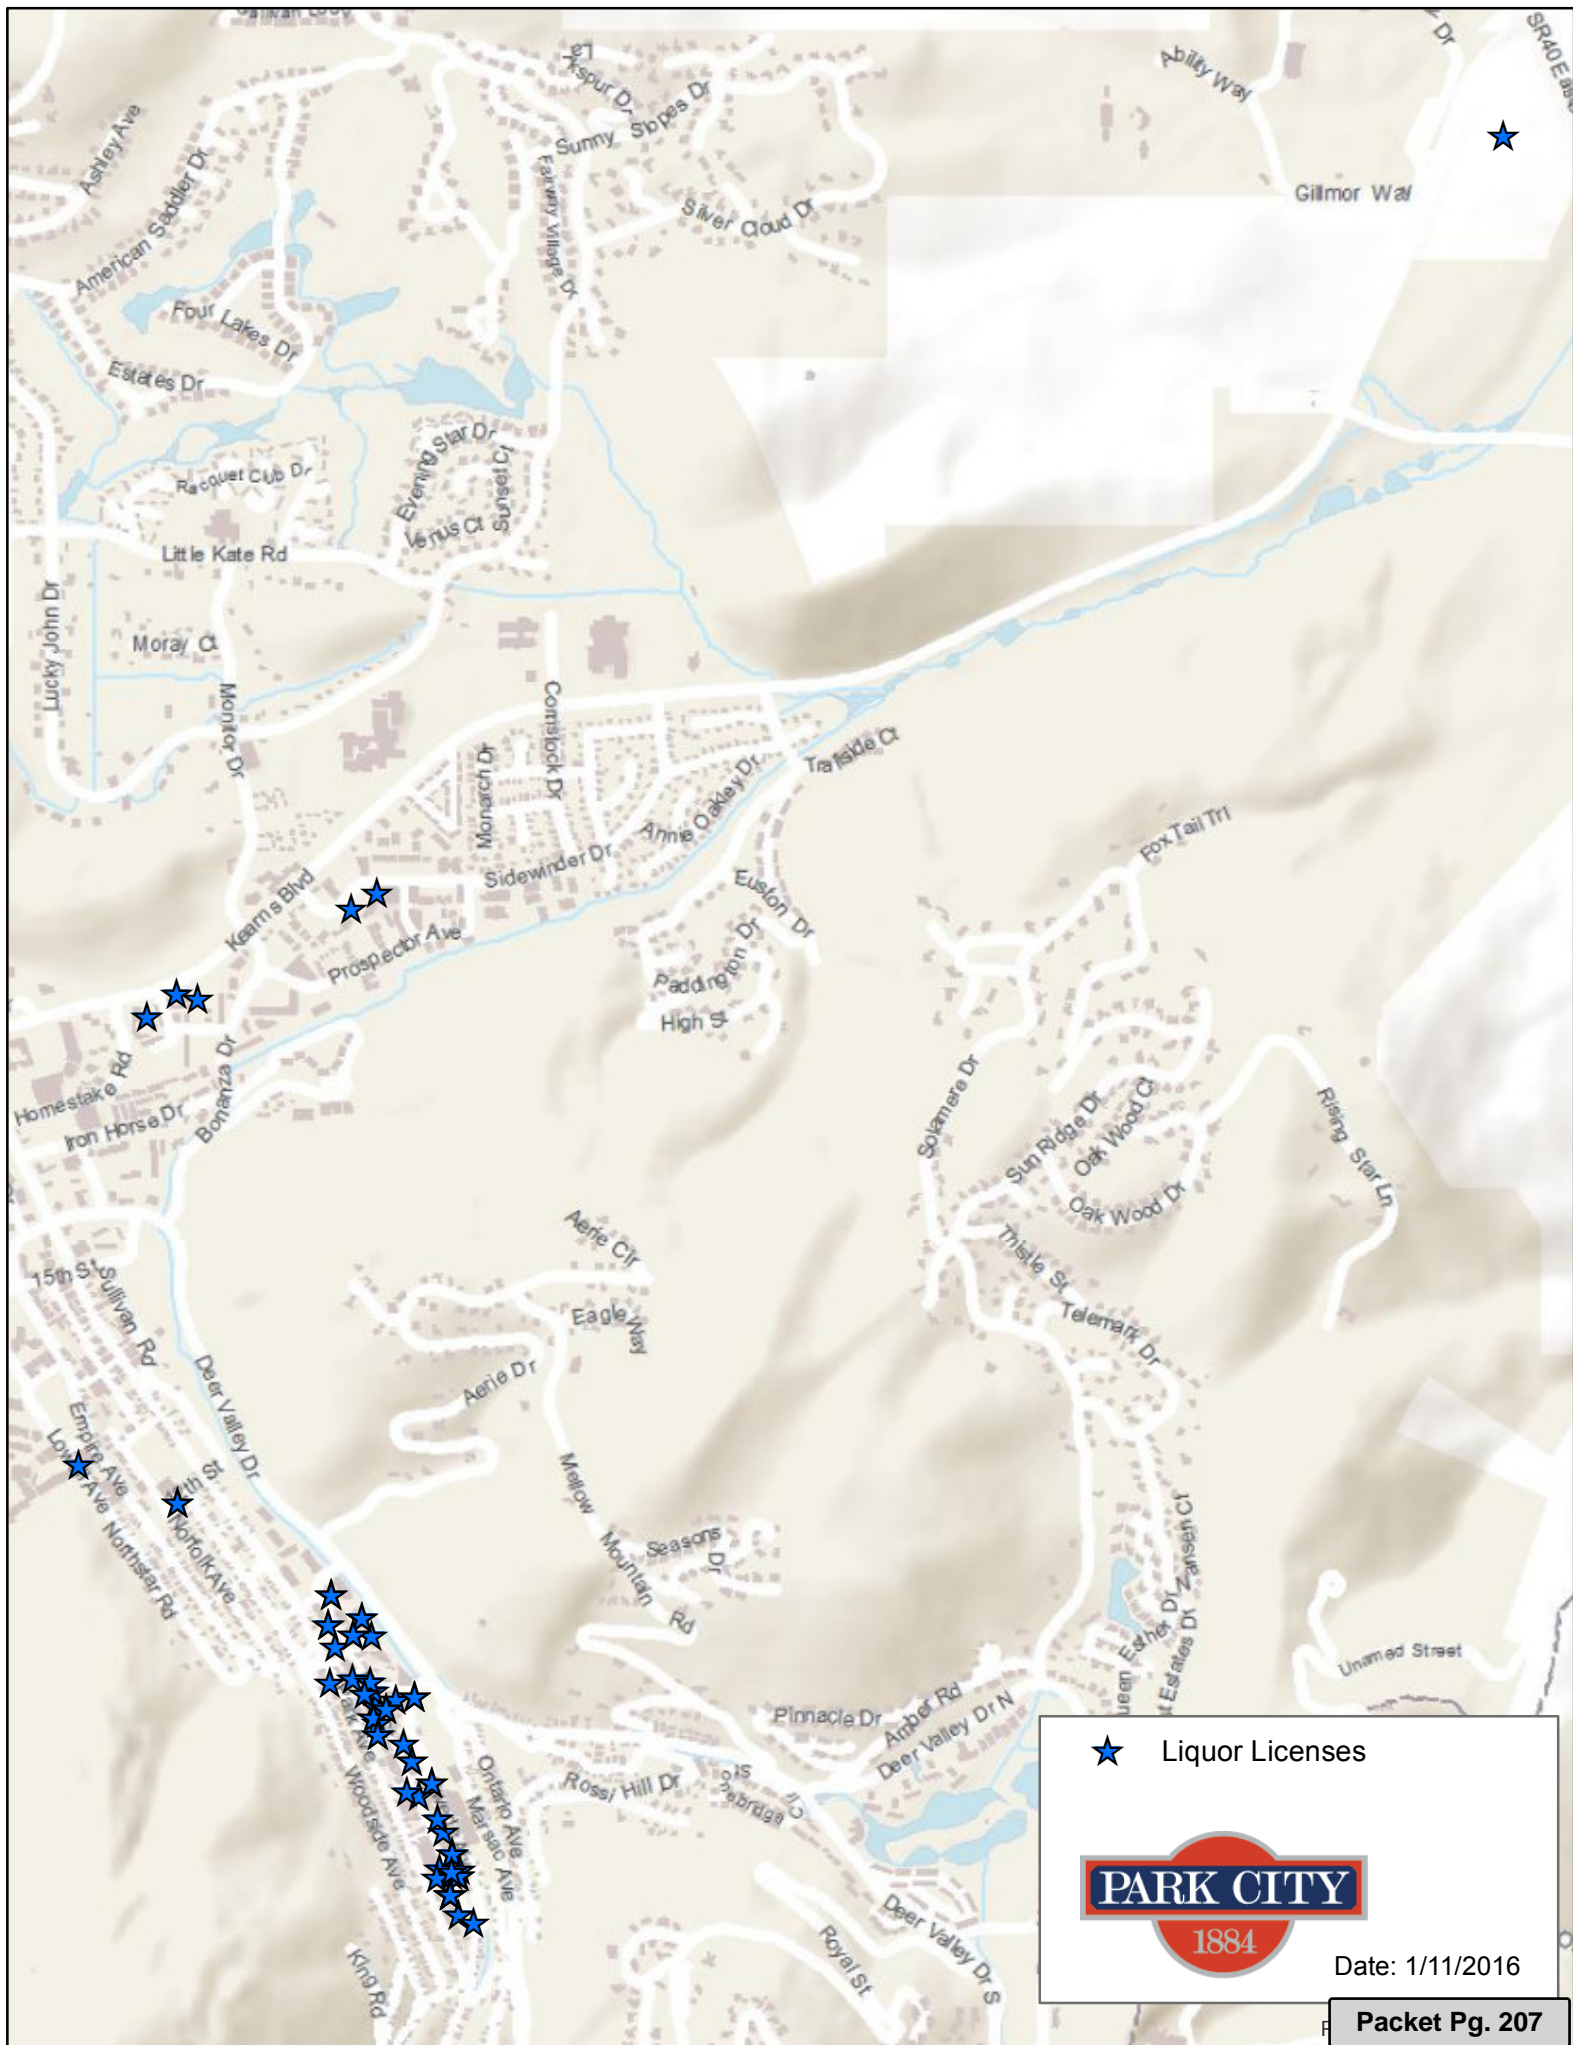 Ability Way
Gillmor Wa
Ashley Ave
American Saddler Dr
Sunny Slopes Dr
Fairway Village Dr
Silver Cloud Dr
Four Lakes Dr
Estates Dr
Evening Star Dr
Sunset Ct
Venus Ct
Racquet Club Dr
Little Kate Rd
Lucky John Dr
Moray Ct
Monitor Dr
Comstock Dr
Monarch Dr
Trailside Ct
Annie Oakley Dr
Sidewinder Dr
Fox Tail Trl
Kearns Blvd
Prospector Ave
Euston Dr
Paddington Dr
High St
Homestake Rd
Iron Horse Dr
Bonanza Dr
Solamere Dr
Sun Ridge Dr
Oak Wood Ct
Oak Wood Dr
Rising Star Ln
Thistle St
Telemark Dr
Aerie Cir
Eagle Way
Aerie Dr
15th St
Sullivan Rd
Deer Valley Dr
Empire Ave
Norfolk Ave
Northstar Rd
Mellow Mountain Rd
Seasons Dr
Unamed Street
Pinnacle Dr
Amber Rd
Deer Valley Dr N
Rossi Hill Dr
Ontario Ave
Marsac Ave
Woodside Ave
King Rd
Royal St
Deer Valley Dr S
Liquor Licenses
PARK CITY
1884
Date: 1/11/2016
Packet Pg. 207